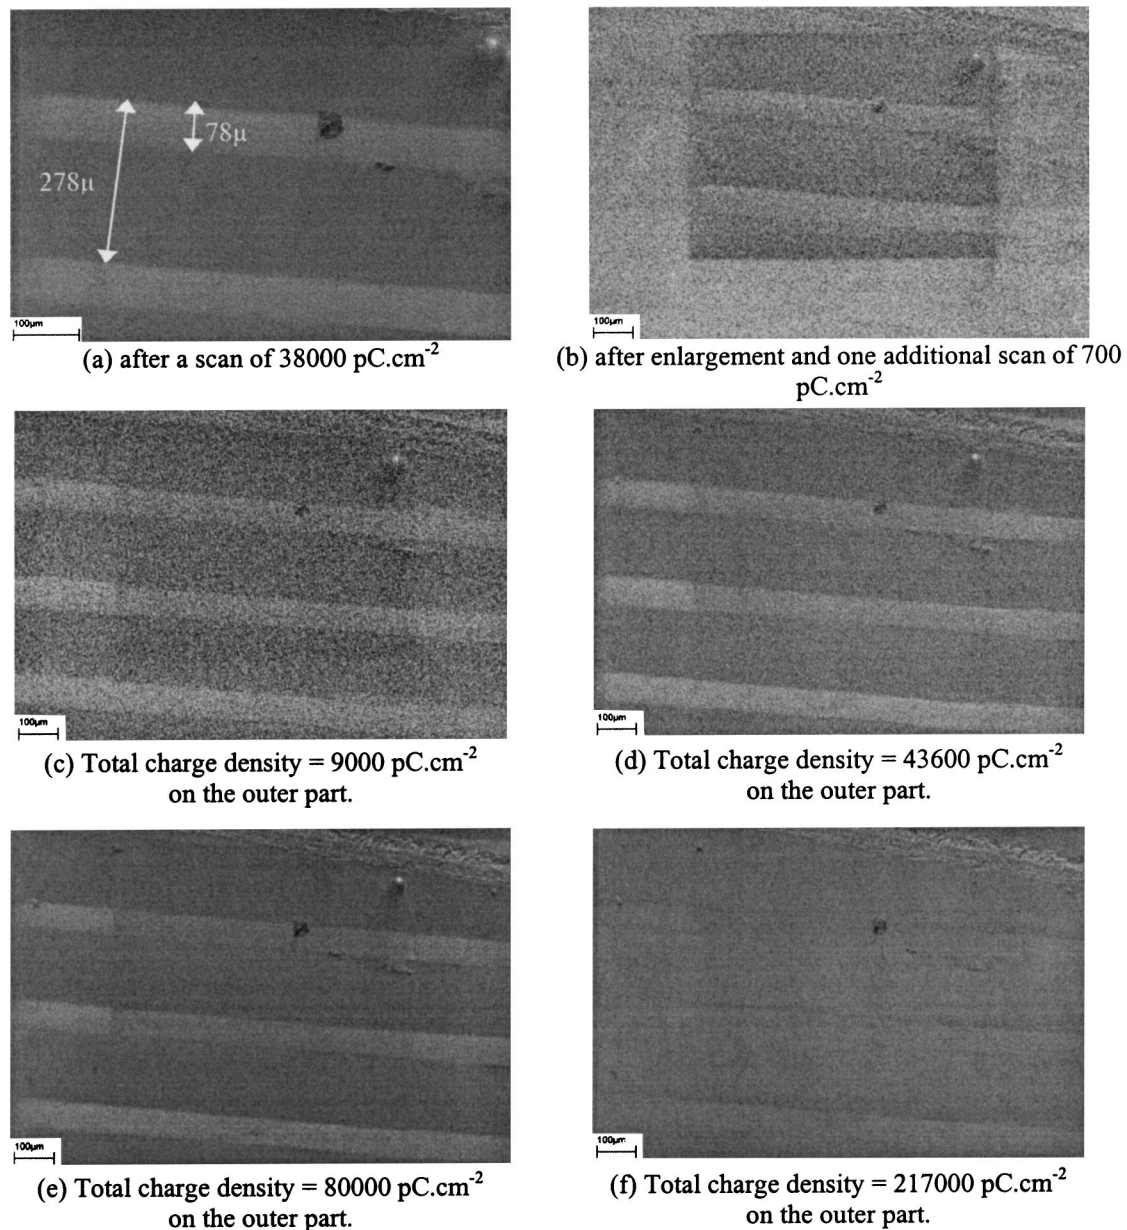 78μ
278μ
100μm
100μm
(a) after a scan of 38000 pC.cm-2
(b) after enlargement and one additional scan of 700
pC.cm-2
100μm
100μm
(c) Total charge density = 9000 pC.cm-2
on the outer part.
(d) Total charge density = 43600 pC.cm-2
on the outer part.
100μm
100μm
(e) Total charge density = 80000 pC.cm-2
on the outer part.
(f) Total charge density = 217000 pC.cm-2
on the outer part.